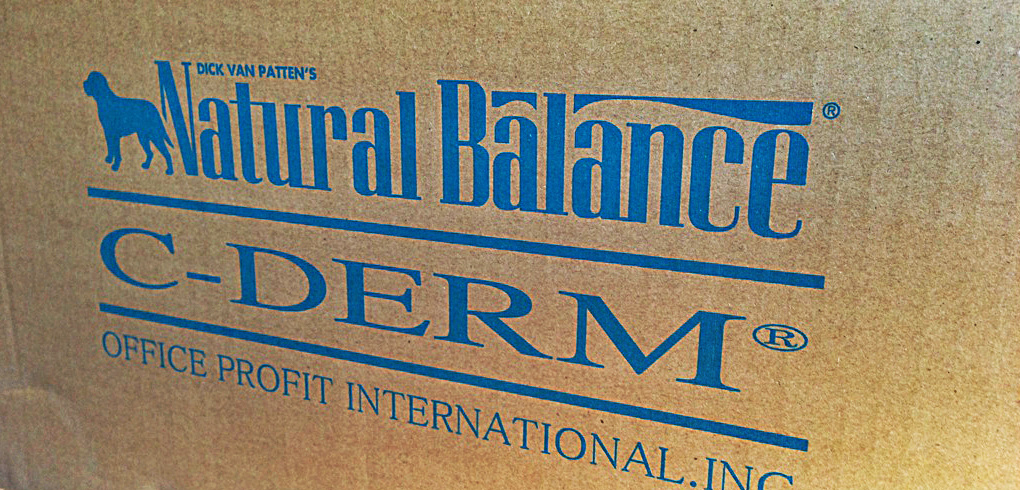 DICK VAN PATTEN'S
Natural Balance®
C-DERM®
OFFICE PROFIT INTERNATIONAL.INC